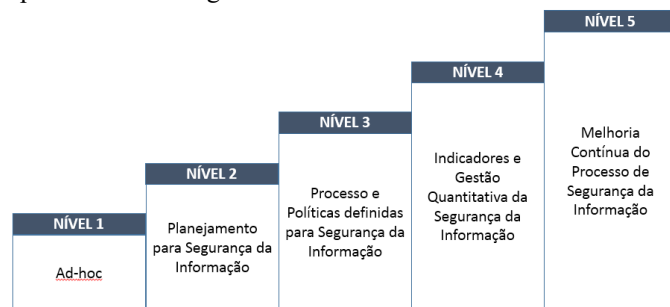 NÍVEL 1
Ad-hoc
NÍVEL 2
Planejamento
para Segurança da
Informação
NÍVEL 3
Processo e
Políticas definidas
para Segurança da
Informação
NÍVEL 4
Indicadores e
Gestão
Quantitativa da
Segurança da
Informação
NÍVEL 5
Melhoria
Contínua do
Processo de
Segurança da
Informação